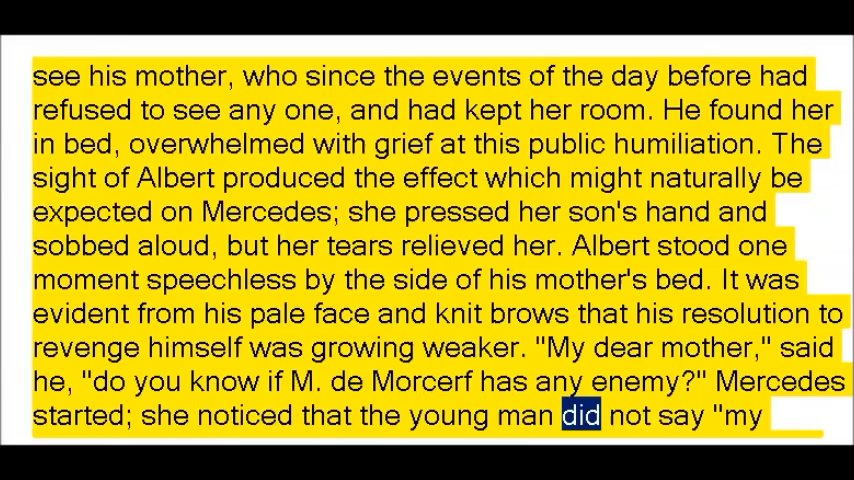 see his mother, who since the events of the day before had
refused to see any one, and had kept her room. He found her
in bed, overwhelmed with grief at this public humiliation. The
sight of Albert produced the effect which might naturally be
expected on Mercedes; she pressed her son's hand and
sobbed aloud, but her tears relieved her. Albert stood one
moment speechless by the side of his mother's bed. It was
evident from his pale face and knit brows that his resolution to
revenge himself was growing weaker. "My dear mother," said
he, "do you know if M. de Morcerf has any enemy?" Mercedes
started; she noticed that the young man did not say "my